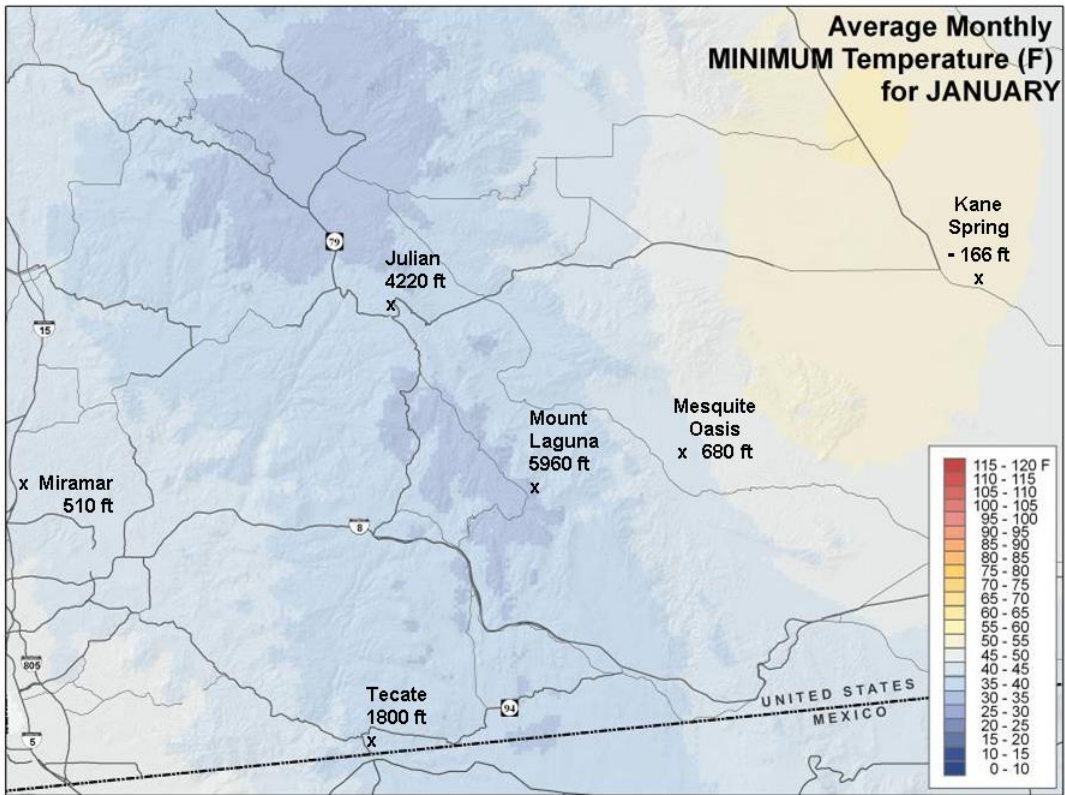 Average Monthly
MINIMUM Temperature (F)
for JANUARY
Kane
Spring
- 166 ft
x
79
Julian
4220 ft
x
15
Mount
Laguna
5960 ft
x
Mesquite
Oasis
x 680 ft
x Miramar
510 ft
8
805
Tecate
1800 ft
x
94
5
UNITED STATES
MEXICO
115 - 120 F
110 - 115
105 - 110
100 - 105
95 - 100
90 - 95
85 - 90
80 - 85
75 - 80
70 - 75
65 - 70
60 - 65
55 - 60
50 - 55
45 - 50
40 - 45
35 - 40
30 - 35
25 - 30
20 - 25
15 - 20
10 - 15
0 - 10